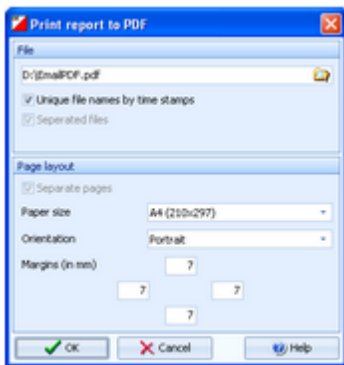 Print report to PDF
File
D:\EmailPDF.pdf
Unique file names by time stamps
Seperated files
Page layout
Separate pages
Paper size A4 (210x297)
Orientation Portrait
Margins (in mm) 7
7 7
7
OK Cancel Help